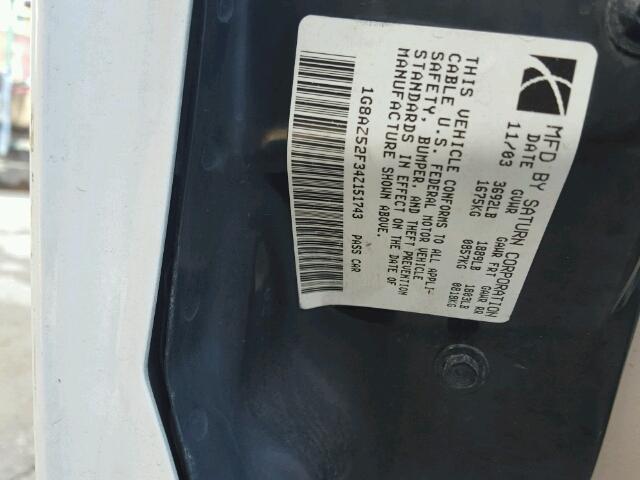 MFD BY SATURN CORPORATION
DATE GVWR GAWR FRT GAWR RR
11/03 3692LB 1889LB 1803LB
1675KG 0857KG 0818KG
THIS VEHICLE CONFORMS TO ALL APPLI-
CABLE U.S. FEDERAL MOTOR VEHICLE
SAFETY, BUMPER, AND THEFT PREVENTION
STANDARDS IN EFFECT ON THE DATE OF
MANUFACTURE SHOWN ABOVE.
1G8AZ52F34Z151743 PASS CAR